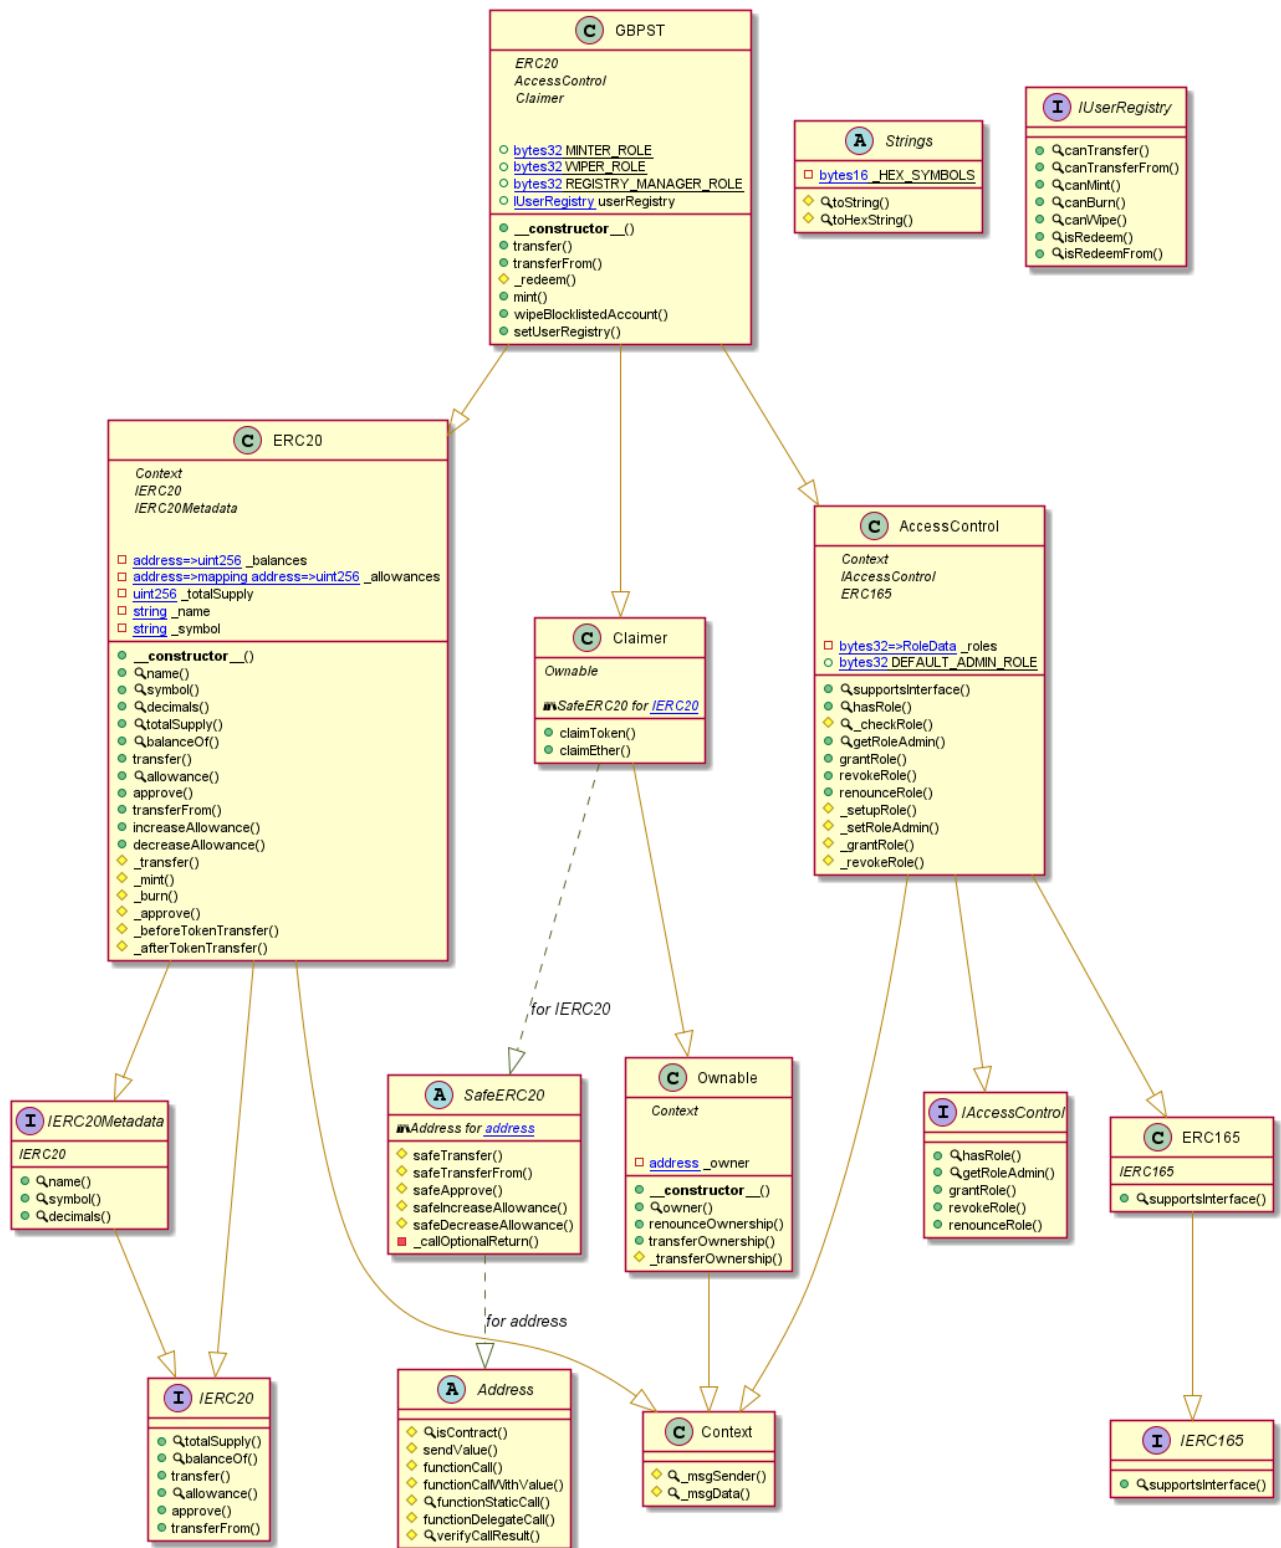 C GBPST
ERC20
AccessControl
Claimer
bytes32 MINTER_ROLE
bytes32 WIPER_ROLE
bytes32 REGISTRY_MANAGER_ROLE
IUserRegistry userRegistry
__constructor__()
transfer()
transferFrom()
_redeem()
mint()
wipeBlocklistedAccount()
setUserRegistry()
A Strings
bytes16 _HEX_SYMBOLS
toString()
toHexString()
I IUserRegistry
canTransfer()
canTransferFrom()
canMint()
canBurn()
canWipe()
isRedeem()
isRedeemFrom()
C ERC20
Context
IERC20
IERC20Metadata
address=>uint256 _balances
address=>mapping address=>uint256 _allowances
uint256 _totalSupply
string _name
string _symbol
__constructor__()
name()
symbol()
decimals()
totalSupply()
balanceOf()
transfer()
allowance()
approve()
transferFrom()
increaseAllowance()
decreaseAllowance()
_transfer()
_mint()
_burn()
_approve()
_beforeTokenTransfer()
_afterTokenTransfer()
C Claimer
Ownable
SafeERC20 for IERC20
claimToken()
claimEther()
C AccessControl
Context
IAccessControl
ERC165
bytes32=>RoleData _roles
bytes32 DEFAULT_ADMIN_ROLE
supportsInterface()
hasRole()
_checkRole()
getRoleAdmin()
grantRole()
revokeRole()
renounceRole()
_setupRole()
_setRoleAdmin()
_grantRole()
_revokeRole()
for IERC20
I IERC20Metadata
IERC20
name()
symbol()
decimals()
A SafeERC20
Address for address
safeTransfer()
safeTransferFrom()
safeApprove()
safeIncreaseAllowance()
safeDecreaseAllowance()
_callOptionalReturn()
C Ownable
Context
address _owner
__constructor__()
owner()
renounceOwnership()
transferOwnership()
_transferOwnership()
I IAccessControl
hasRole()
getRoleAdmin()
grantRole()
revokeRole()
renounceRole()
C ERC165
IERC165
supportsInterface()
for address
I IERC20
totalSupply()
balanceOf()
transfer()
allowance()
approve()
transferFrom()
A Address
isContract()
sendValue()
functionCall()
functionCallWithValue()
functionStaticCall()
functionDelegateCall()
verifyCallResult()
C Context
_msgSender()
_msgData()
I IERC165
supportsInterface()